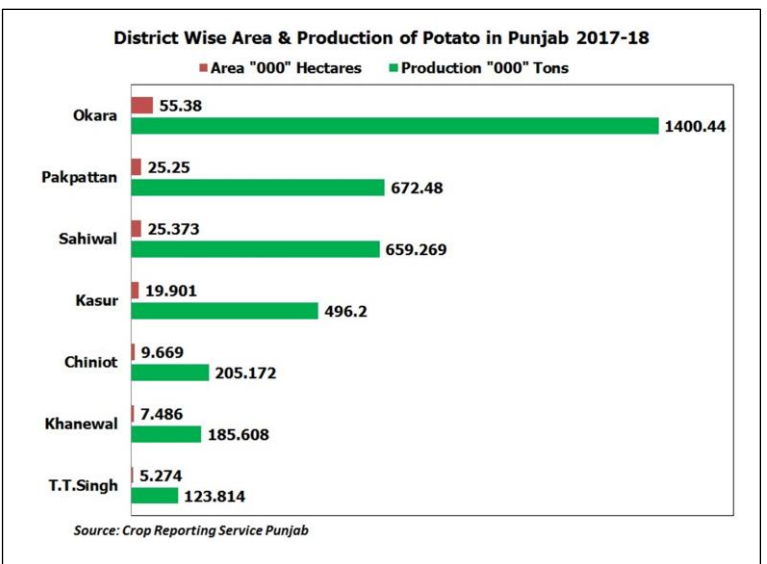 District Wise Area & Production of Potato in Punjab 2017-18
Area "000" Hectares Production "000" Tons
Okara
55.38
1400.44
Pakpattan
25.25
672.48
Sahiwal
25.373
659.269
Kasur
19.901
496.2
Chiniot
9.669
205.172
Khanewal
7.486
185.608
T.T.Singh
5.274
123.814
Source: Crop Reporting Service Punjab